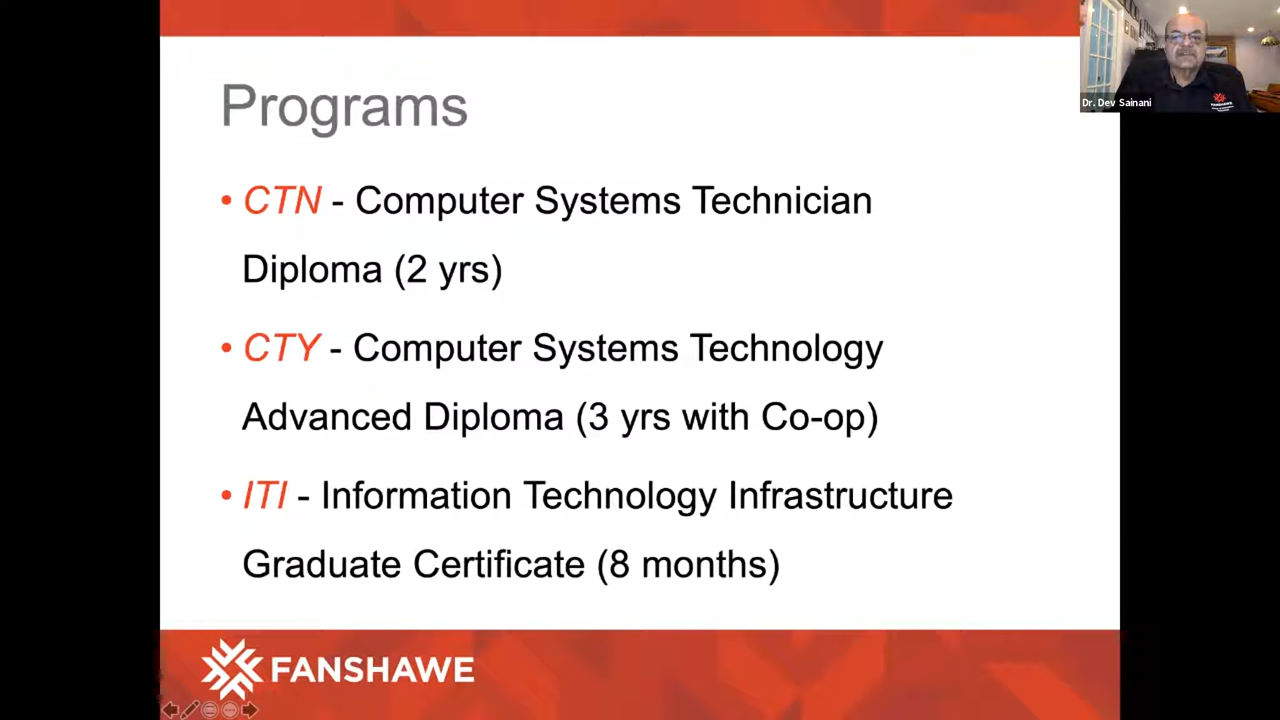 Programs
• CTN - Computer Systems Technician
Diploma (2 yrs)
• CTY - Computer Systems Technology
Advanced Diploma (3 yrs with Co-op)
• ITI - Information Technology Infrastructure
Graduate Certificate (8 months)
FANSHAWE
Dr. Dev Sainani
FANSHAWE